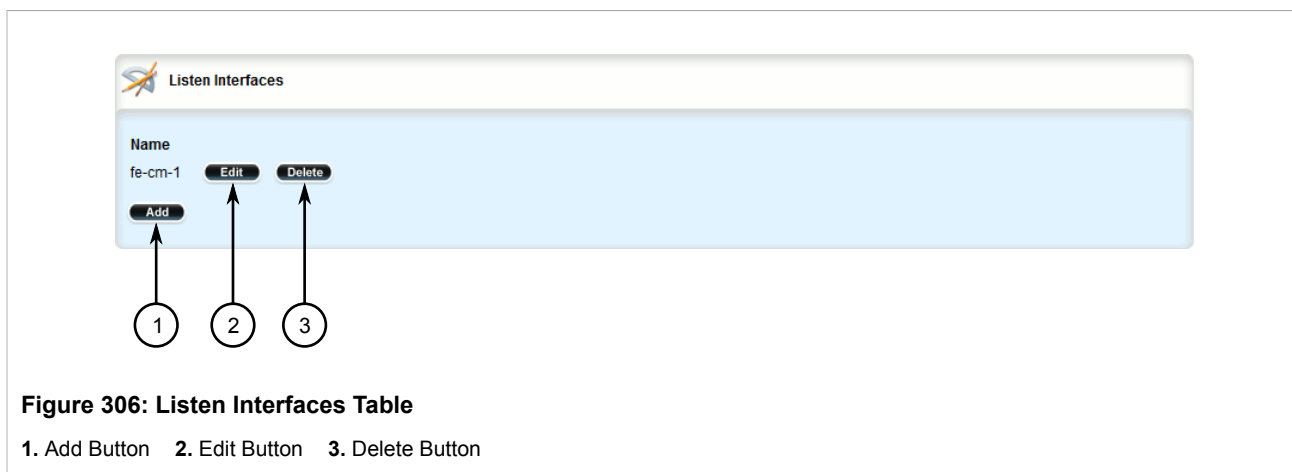 Listen Interfaces
Name
fe-cm-1 Edit Delete
Add
1 2 3
Figure 306: Listen Interfaces Table
1. Add Button 2. Edit Button 3. Delete Button